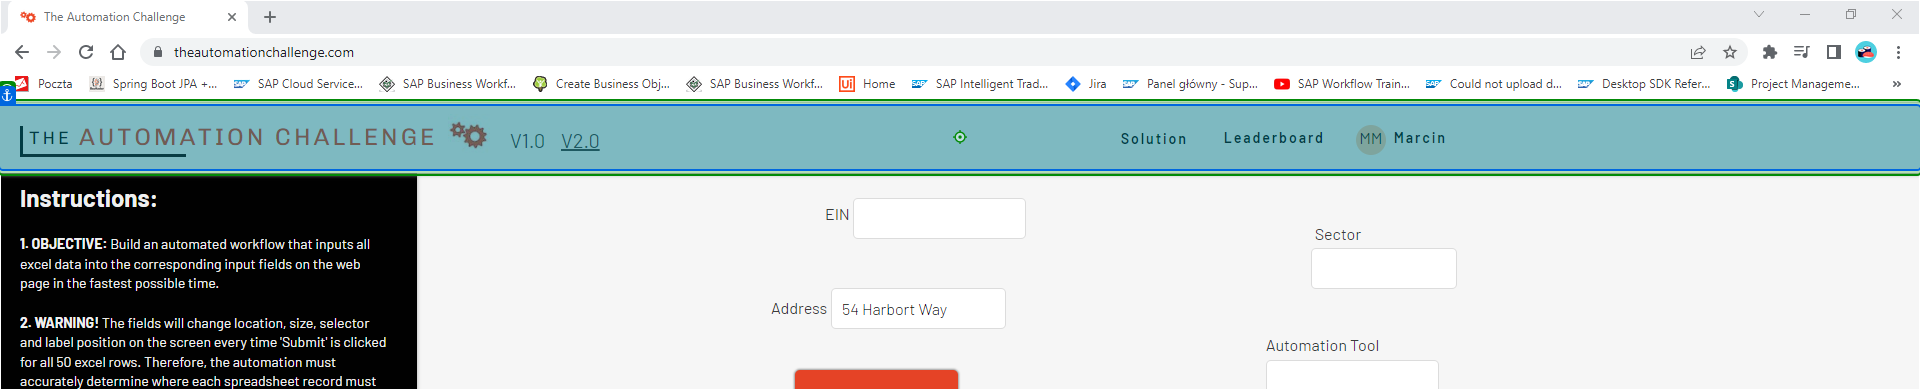 The Automation Challenge
theautomationchallenge.com
Poczta Spring Boot JPA +... SAP Cloud Service... SAP Business Workf... Create Business Obj... SAP Business Workf... Home SAP Intelligent Trad... Jira Panel główny - Sup... SAP Workflow Train... Could not upload d... Desktop SDK Refer... Project Manageme... »
THE AUTOMATION CHALLENGE V1.0 V2.0 Solution Leaderboard MM Marcin
Instructions:
1. OBJECTIVE: Build an automated workflow that inputs all
excel data into the corresponding input fields on the web
page in the fastest possible time.
2. WARNING! The fields will change location, size, selector
and label position on the screen every time 'Submit' is clicked
for all 50 excel rows. Therefore, the automation must
accurately determine where each spreadsheet record must
EIN
Sector
Address 54 Harbort Way
Automation Tool